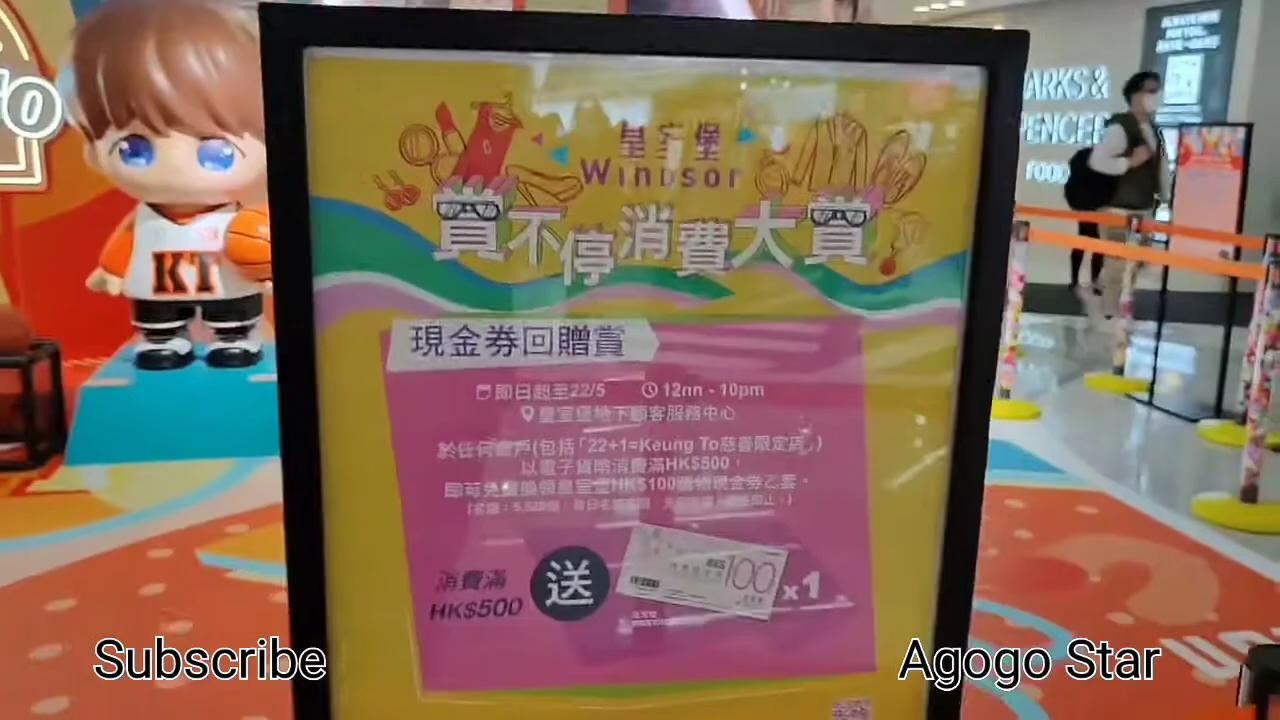 皇室堡
Windsor
買不停消費大賞
現金券回贈賞
即日起至22/5 12nn - 10pm
皇室堡地下顧客服務中心
於任何商戶(包括「22+1=Keung To慈善限定店」)
以電子貨幣消費滿HK$500，
即可免費換領皇室堡HK$100購物現金券乙張。
消費滿
HK$500
送
100
x1
KT
ARKS &
PENCER
FOOD
Subscribe
Agogo Star